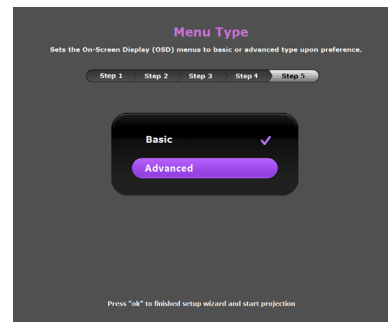 Menu Type
Sets the On-Screen Display (OSD) menus to basic or advanced type upon preference.
Step 1 Step 2 Step 3 Step 4 Step 5
Basic
Advanced
Press "ok" to finished setup wizard and start projection